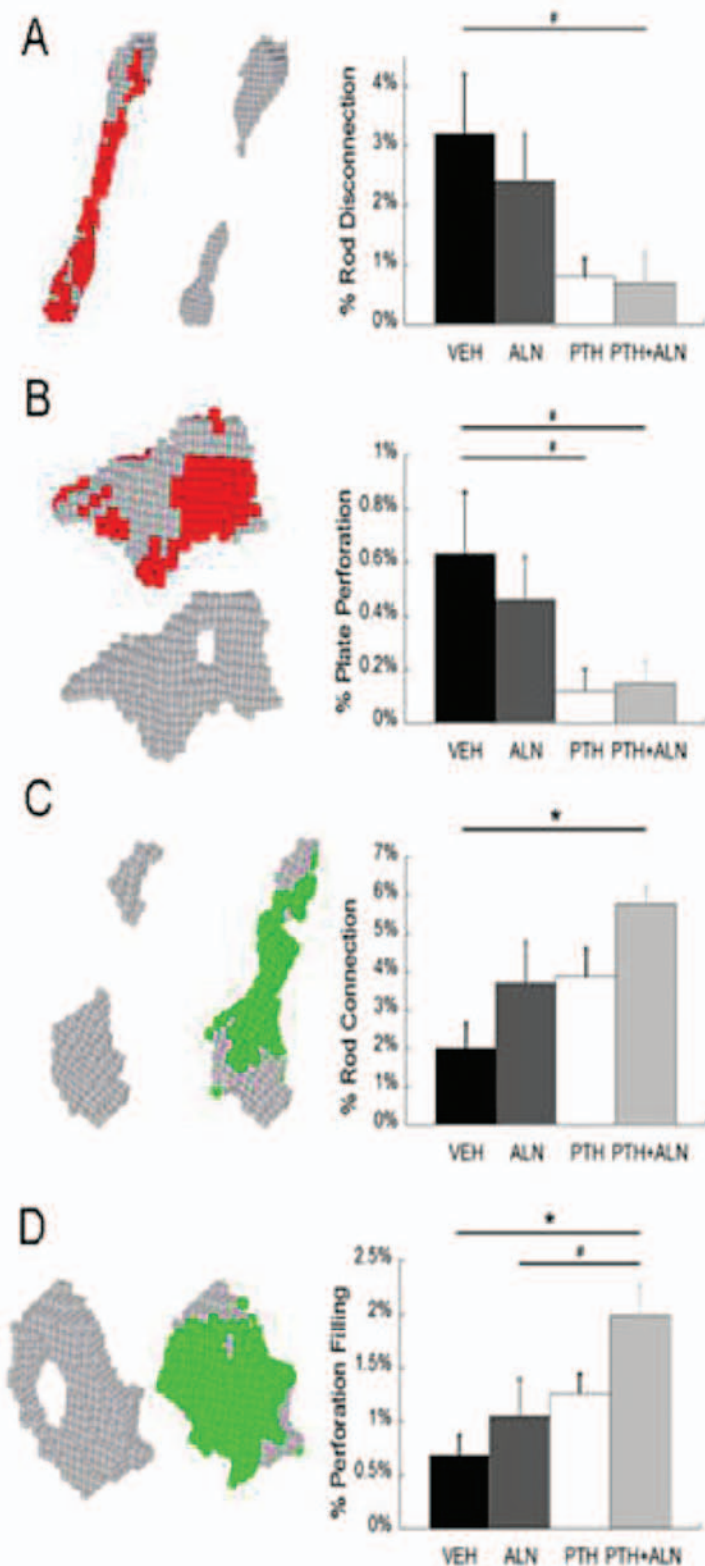 A
#
% Rod Disconnection
4%
3%
2%
1%
0%
VEH ALN PTH PTH+ALN
B
#
#
% Plate Perforation
1%
0.8%
0.6%
0.4%
0.2%
0%
VEH ALN PTH PTH+ALN
C
*
% Rod Connection
7%
6%
5%
4%
3%
2%
1%
0%
VEH ALN PTH PTH+ALN
D
*
#
% Perforation Filling
2.5%
2%
1.5%
1%
0.5%
0%
VEH ALN PTH PTH+ALN